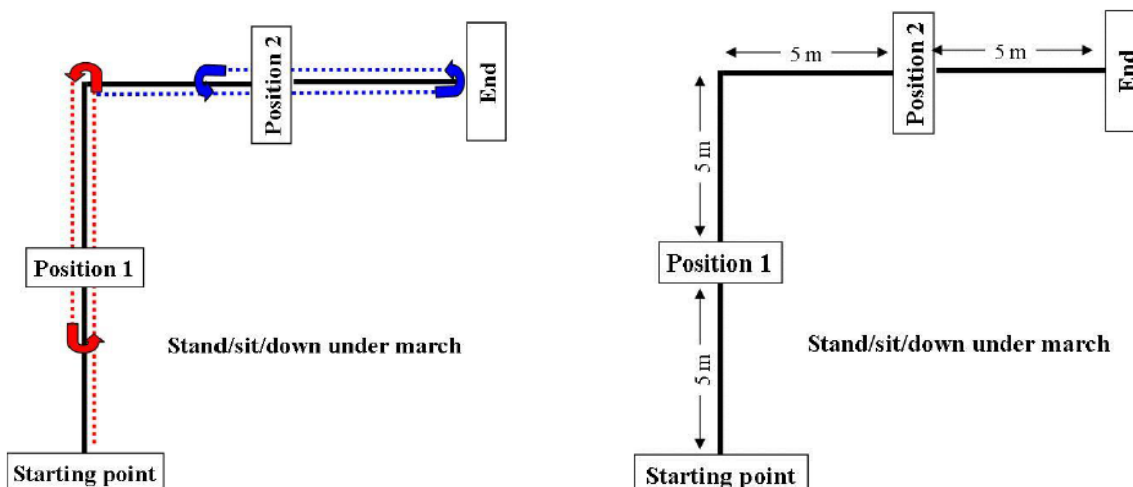 Position 2
End
Position 1
Stand/sit/down under march
Starting point
5 m
5 m
Position 2
End
5 m
Position 1
5 m
Stand/sit/down under march
Starting point